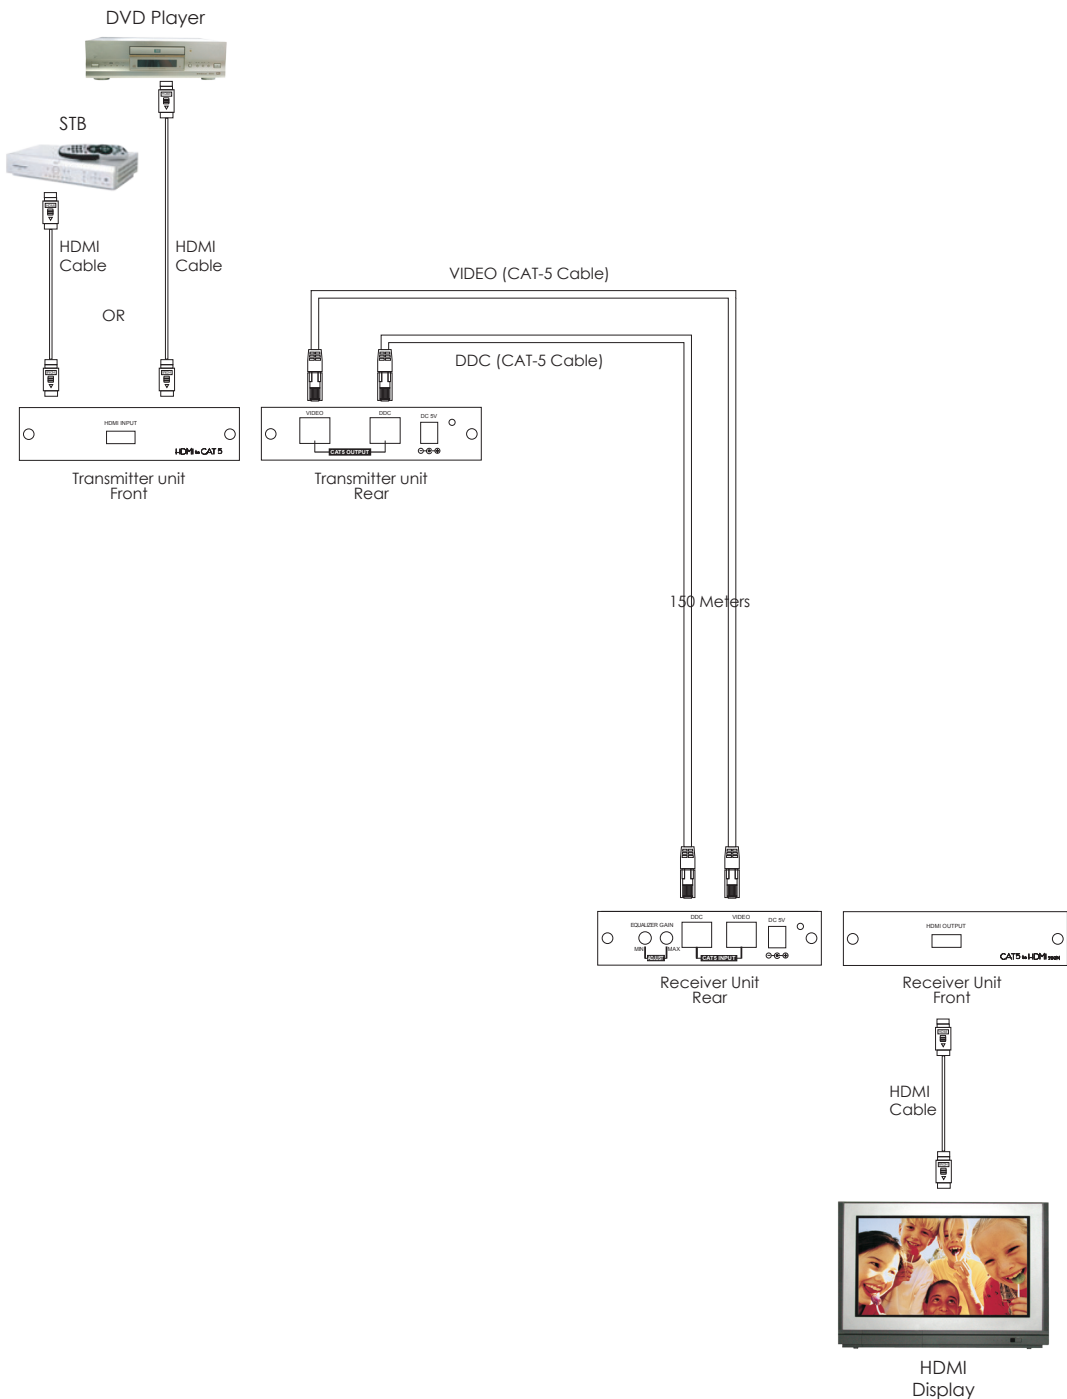 DVD Player
STB
HDMI
Cable
HDMI
Cable
OR
VIDEO (CAT-5 Cable)
DDC (CAT-5 Cable)
HDMI INPUT
HDMI to CAT 5
Transmitter unit
Front
VIDEO
DDC
DC 5V
CAT5 OUTPUT
Transmitter unit
Rear
150 Meters
EQUALIZER GAIN
MIN
MAX
ADJUST
DDC
VIDEO
DC 5V
CAT5 INPUT
Receiver Unit
Rear
HDMI OUTPUT
CAT5 to HDMI
Receiver Unit
Front
HDMI
Cable
HDMI
Display